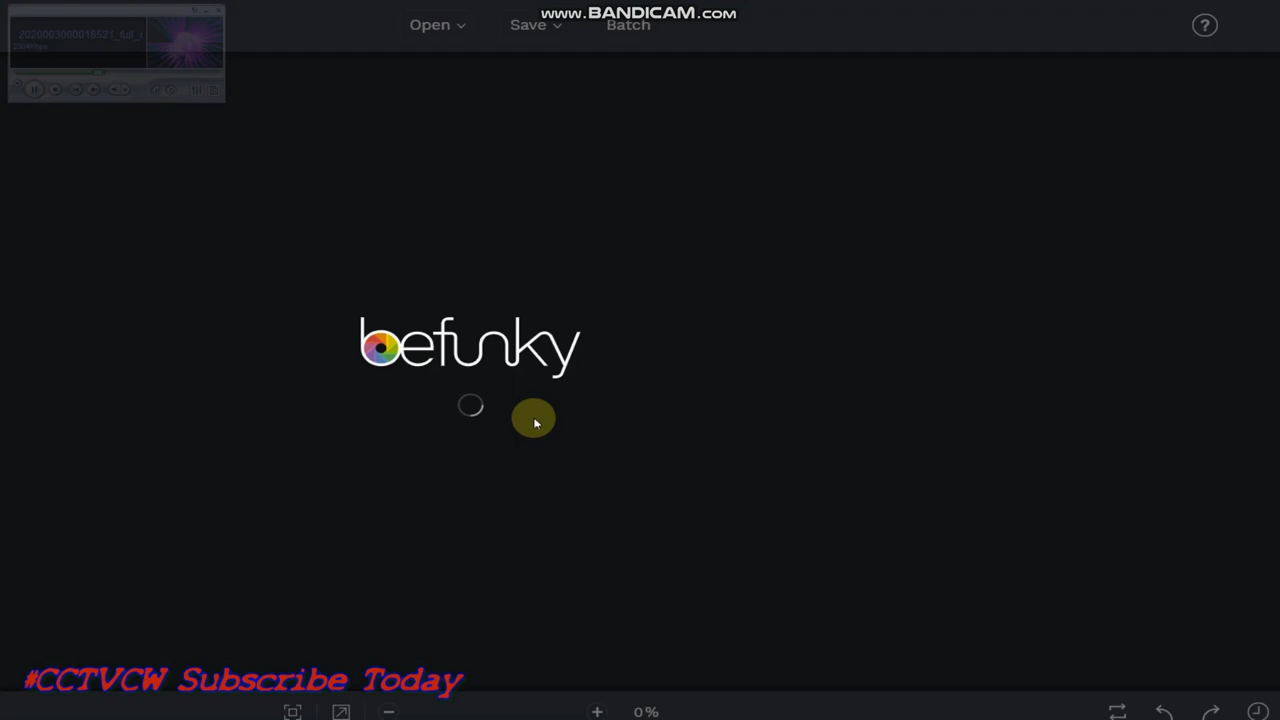 www.BANDICAM.com
Open Save Batch
?
befunky
#CCTVCW Subscribe Today
0%